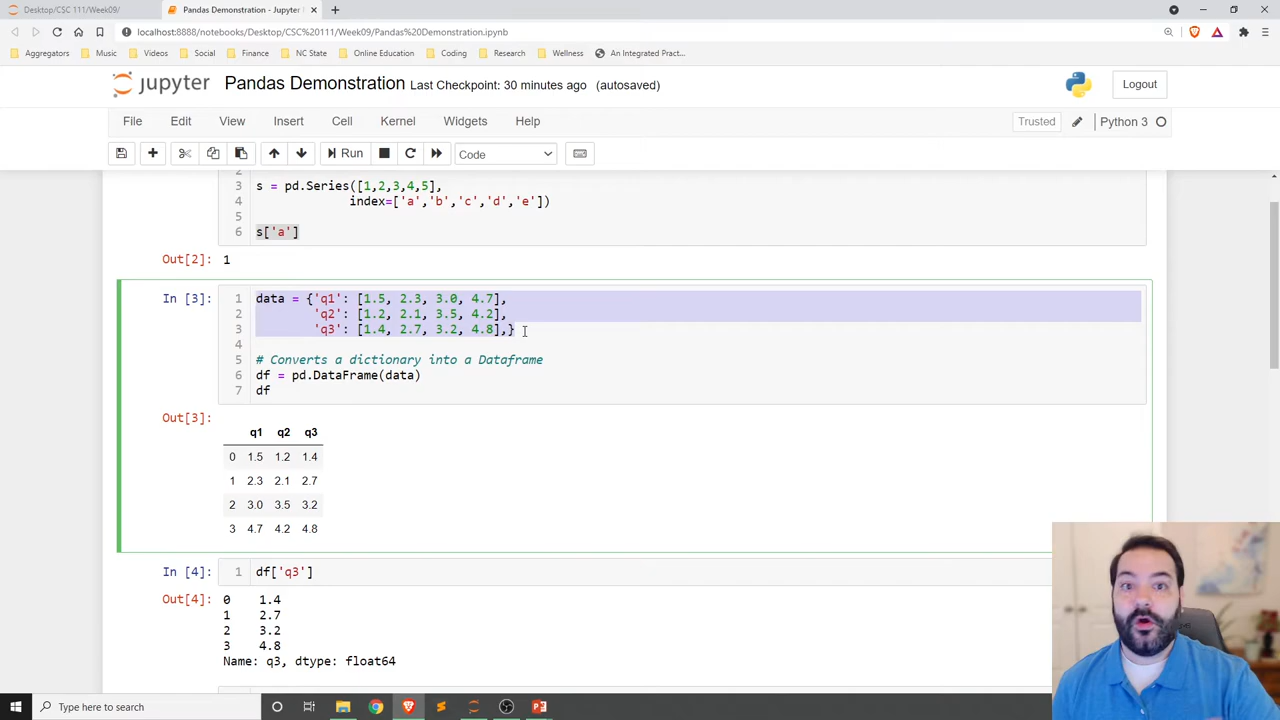 Desktop/CSC 111/Week09/
Pandas Demonstration - Jupyter
localhost:8888/notebooks/Desktop/CSC%20111/Week09/Pandas%20Demonstration.ipynb
Aggregators Music Videos Social Finance NC State Online Education Coding Research Wellness An Integrated Pract...
jupyter Pandas Demonstration Last Checkpoint: 30 minutes ago (autosaved) Logout
File Edit View Insert Cell Kernel Widgets Help Trusted Python 3
Run Code
2
3 s = pd.Series([1,2,3,4,5],
4 index=['a','b','c','d','e'])
5
6 s['a']
Out[2]: 1
In [3]: 1 data = {'q1': [1.5, 2.3, 3.0, 4.7],
2 'q2': [1.2, 2.1, 3.5, 4.2],
3 'q3': [1.4, 2.7, 3.2, 4.8],}
4
5 # Converts a dictionary into a Dataframe
6 df = pd.DataFrame(data)
7 df
Out[3]:
q1 q2 q3
0 1.5 1.2 1.4
1 2.3 2.1 2.7
2 3.0 3.5 3.2
3 4.7 4.2 4.8
In [4]: 1 df['q3']
Out[4]: 0 1.4
1 2.7
2 3.2
3 4.8
Name: q3, dtype: float64
Type here to search